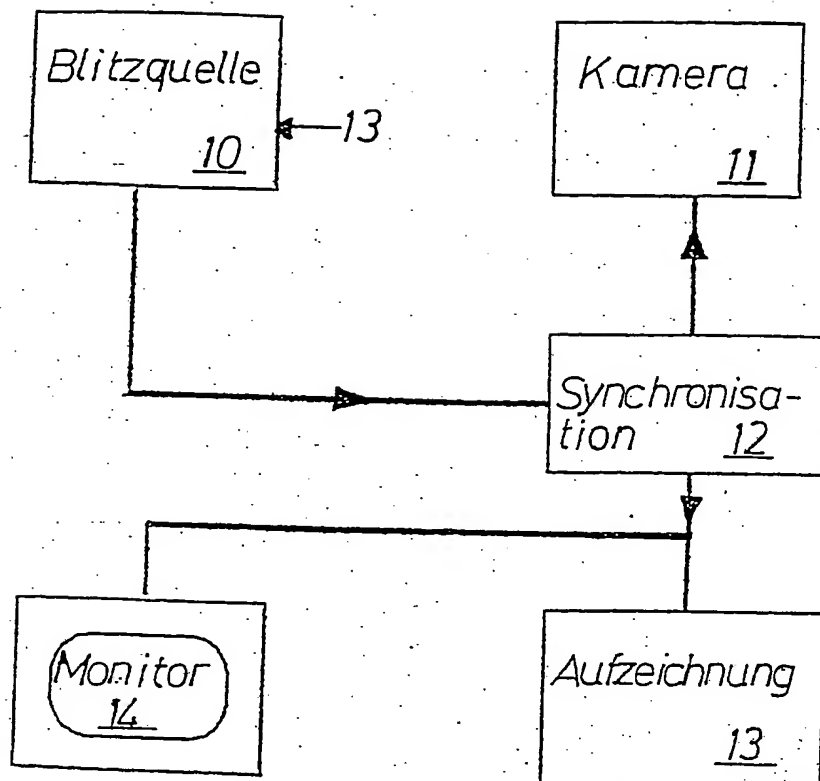 Blitzquelle
10
13
Kamera
11
Synchronisa-
tion 12
Monitor
14
Aufzeichnung
13